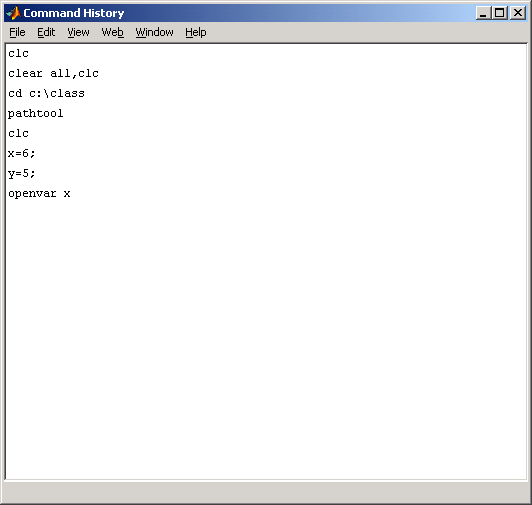 Command History
File Edit View Web Window Help
clc
clear all,clc
cd c:\class
pathtool
clc
x=6;
y=5;
openvar x